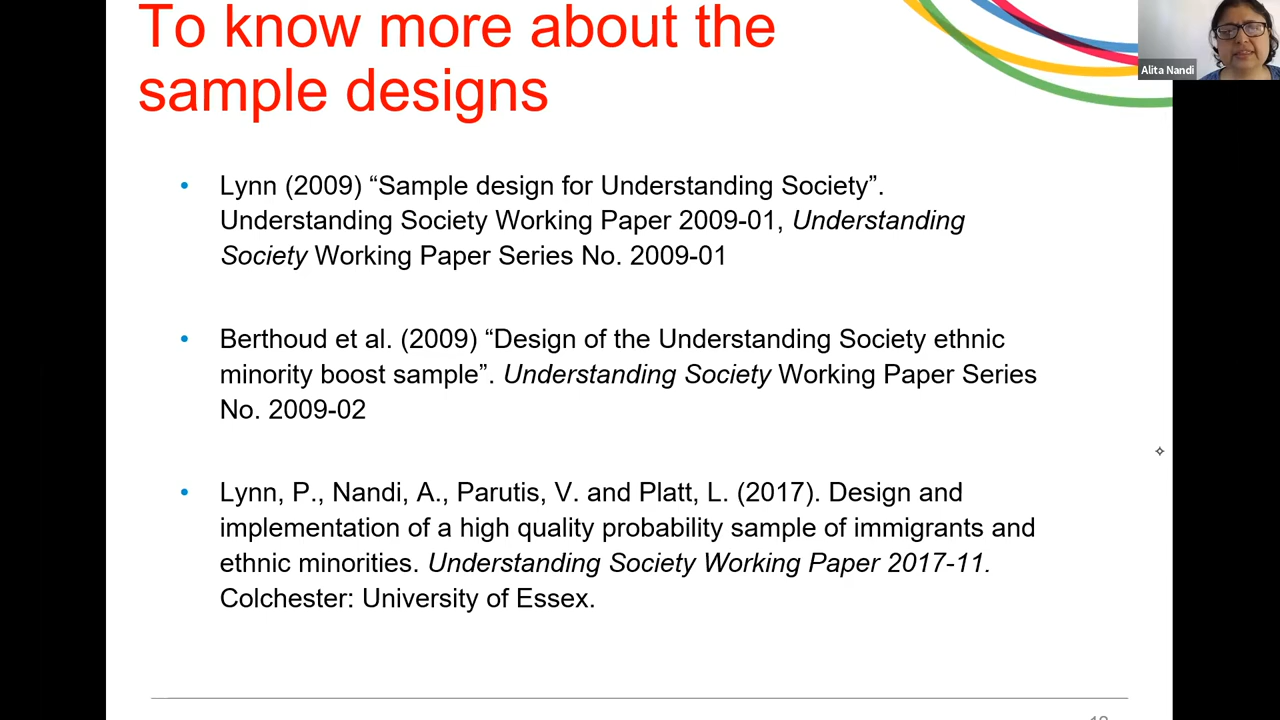 To know more about the
sample designs
Alita Nandi
• Lynn (2009) “Sample design for Understanding Society”.
Understanding Society Working Paper 2009-01, Understanding
Society Working Paper Series No. 2009-01
• Berthoud et al. (2009) “Design of the Understanding Society ethnic
minority boost sample”. Understanding Society Working Paper Series
No. 2009-02
• Lynn, P., Nandi, A., Parutis, V. and Platt, L. (2017). Design and
implementation of a high quality probability sample of immigrants and
ethnic minorities. Understanding Society Working Paper 2017-11.
Colchester: University of Essex.